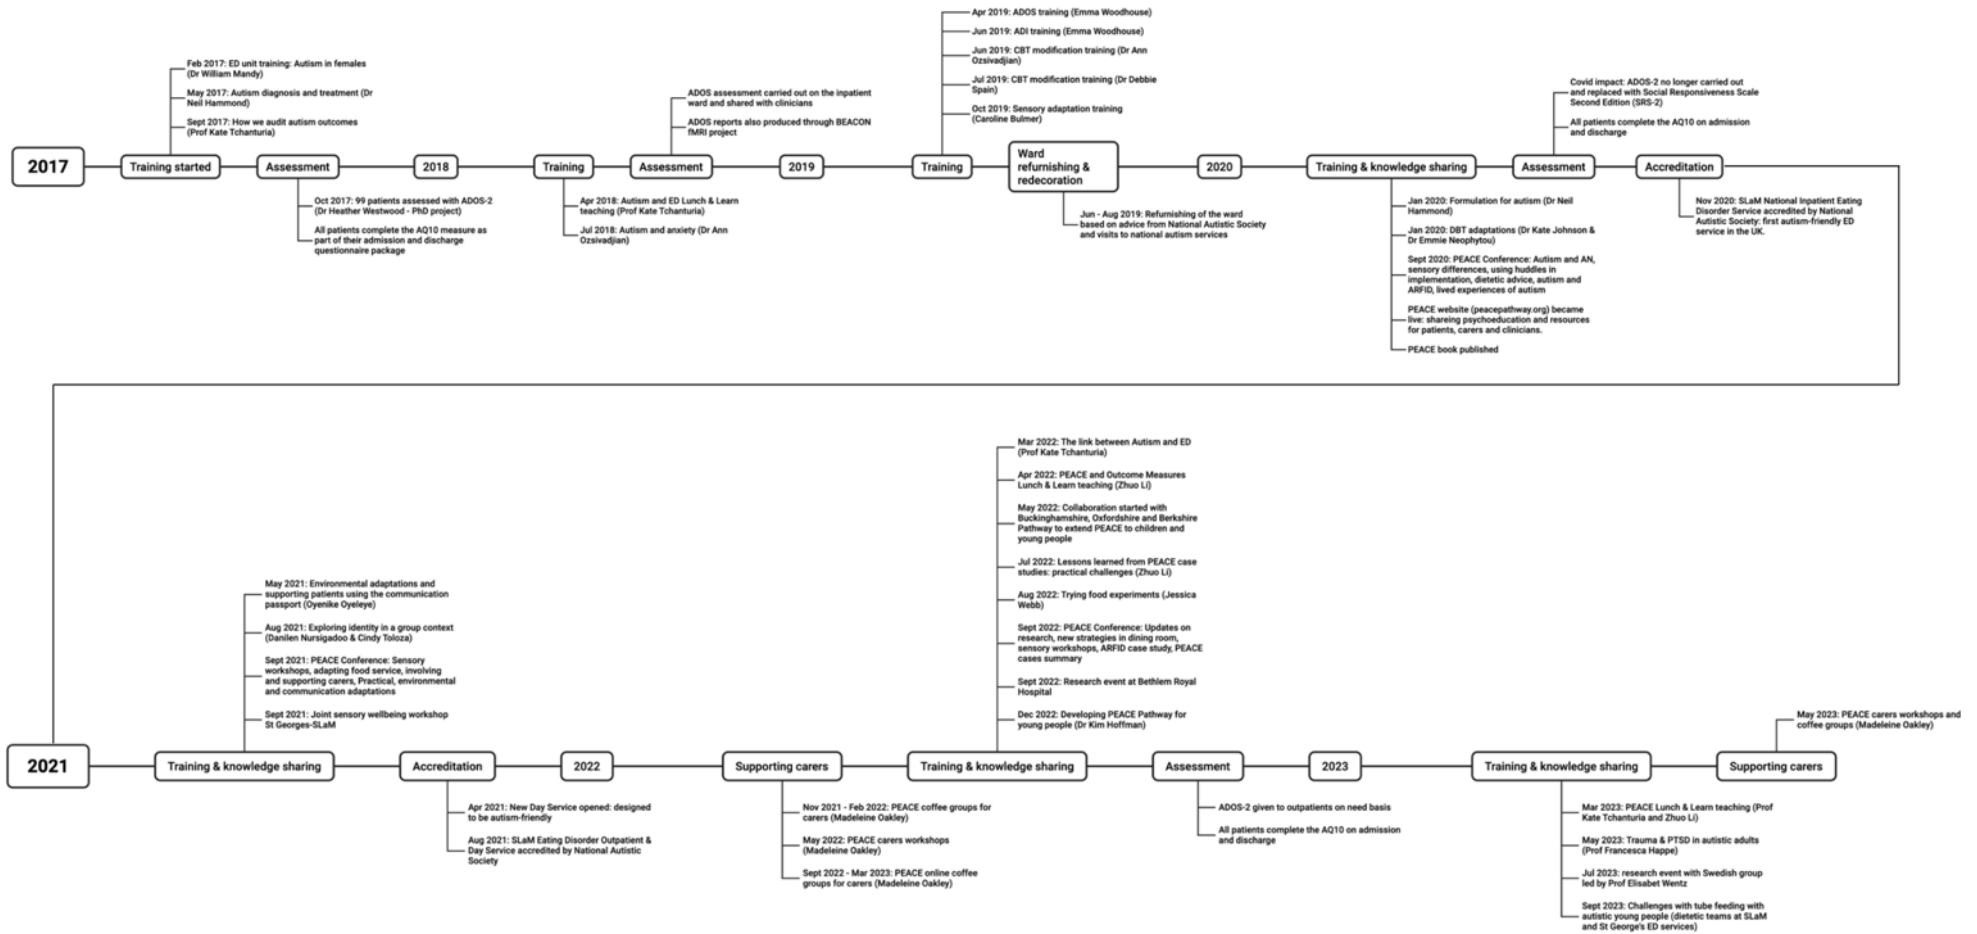 2017
Training started
Feb 2017: ED unit training: Autism in females
(Dr William Mandy)
May 2017: Autism diagnosis and treatment (Dr
Neil Hammond)
Sept 2017: How we audit autism outcomes
(Prof Kate Tchanturia)
Assessment
Oct 2017: 99 patients assessed with ADOS-2
(Dr Heather Westwood - PhD project)
All patients complete the AQ10 measure as
part of their admission and discharge
questionnaire package
2018
Training
Apr 2018: Autism and ED Lunch & Learn
teaching (Prof Kate Tchanturia)
Jul 2018: Autism and anxiety (Dr Ann
Ozsivadjian)
Assessment
ADOS assessment carried out on the inpatient
ward and shared with clinicians
ADOS reports also produced through BEACON
fMRI project
2019
Training
Apr 2019: ADOS training (Emma Woodhouse)
Jun 2019: ADI training (Emma Woodhouse)
Jun 2019: CBT modification training (Dr Ann
Ozsivadjian)
Jul 2019: CBT modification training (Dr Debbie
Spain)
Oct 2019: Sensory adaptation training
(Caroline Bulmer)
Ward
refurnishing &
redecoration
Jun - Aug 2019: Refurnishing of the ward
based on advice from National Autistic Society
and visits to national autism services
2020
Training & knowledge sharing
Jan 2020: Formulation for autism (Dr Neil
Hammond)
Jan 2020: DBT adaptations (Dr Kate Johnson &
Dr Emmie Neophytou)
Sept 2020: PEACE Conference: Autism and AN,
sensory differences, using huddles in
implementation, dietetic advice, autism and
ARFID, lived experiences of autism
PEACE website (peacepathway.org) became
live: shareing psychoeducation and resources
for patients, carers and clinicians.
PEACE book published
Assessment
Covid impact: ADOS-2 no longer carried out
and replaced with Social Responsiveness Scale
Second Edition (SRS-2)
All patients complete the AQ10 on admission
and discharge
Accreditation
Nov 2020: SLaM National Inpatient Eating
Disorder Service accredited by National
Autistic Society: first autism-friendly ED
service in the UK.
2021
Training & knowledge sharing
May 2021: Environmental adaptations and
supporting patients using the communication
passport (Oyenike Oyeleye)
Aug 2021: Exploring identity in a group context
(Danilen Nursigadoo & Cindy Toloza)
Sept 2021: PEACE Conference: Sensory
workshops, adapting food service, involving
and supporting carers, Practical, environmental
and communication adaptations
Sept 2021: Joint sensory wellbeing workshop
St Georges-SLaM
Accreditation
Apr 2021: New Day Service opened: designed
to be autism-friendly
Aug 2021: SLaM Eating Disorder Outpatient &
Day Service accredited by National Autistic
Society
2022
Supporting carers
Nov 2021 - Feb 2022: PEACE coffee groups for
carers (Madeleine Oakley)
May 2022: PEACE carers workshops
(Madeleine Oakley)
Sept 2022 - Mar 2023: PEACE online coffee
groups for carers (Madeleine Oakley)
Training & knowledge sharing
Mar 2022: The link between Autism and ED
(Prof Kate Tchanturia)
Apr 2022: PEACE and Outcome Measures
Lunch & Learn teaching (Zhuo Li)
May 2022: Collaboration started with
Buckinghamshire, Oxfordshire and Berkshire
Pathway to extend PEACE to children and
young people
Jul 2022: Lessons learned from PEACE case
studies: practical challenges (Zhuo Li)
Aug 2022: Trying food experiments (Jessica
Webb)
Sept 2022: PEACE Conference: Updates on
research, new strategies in dining room,
sensory workshops, ARFID case study, PEACE
cases summary
Sept 2022: Research event at Bethlem Royal
Hospital
Dec 2022: Developing PEACE Pathway for
young people (Dr Kim Hoffman)
Assessment
ADOS-2 given to outpatients on need basis
All patients complete the AQ10 on admission
and discharge
2023
Training & knowledge sharing
Mar 2023: PEACE Lunch & Learn teaching (Prof
Kate Tchanturia and Zhuo Li)
May 2023: Trauma & PTSD in autistic adults
(Prof Francesca Happe)
Jul 2023: research event with Swedish group
led by Prof Elisabet Wentz
Sept 2023: Challenges with tube feeding with
autistic young people (dietetic teams at SLaM
and St George's ED services)
Supporting carers
May 2023: PEACE carers workshops and
coffee groups (Madeleine Oakley)